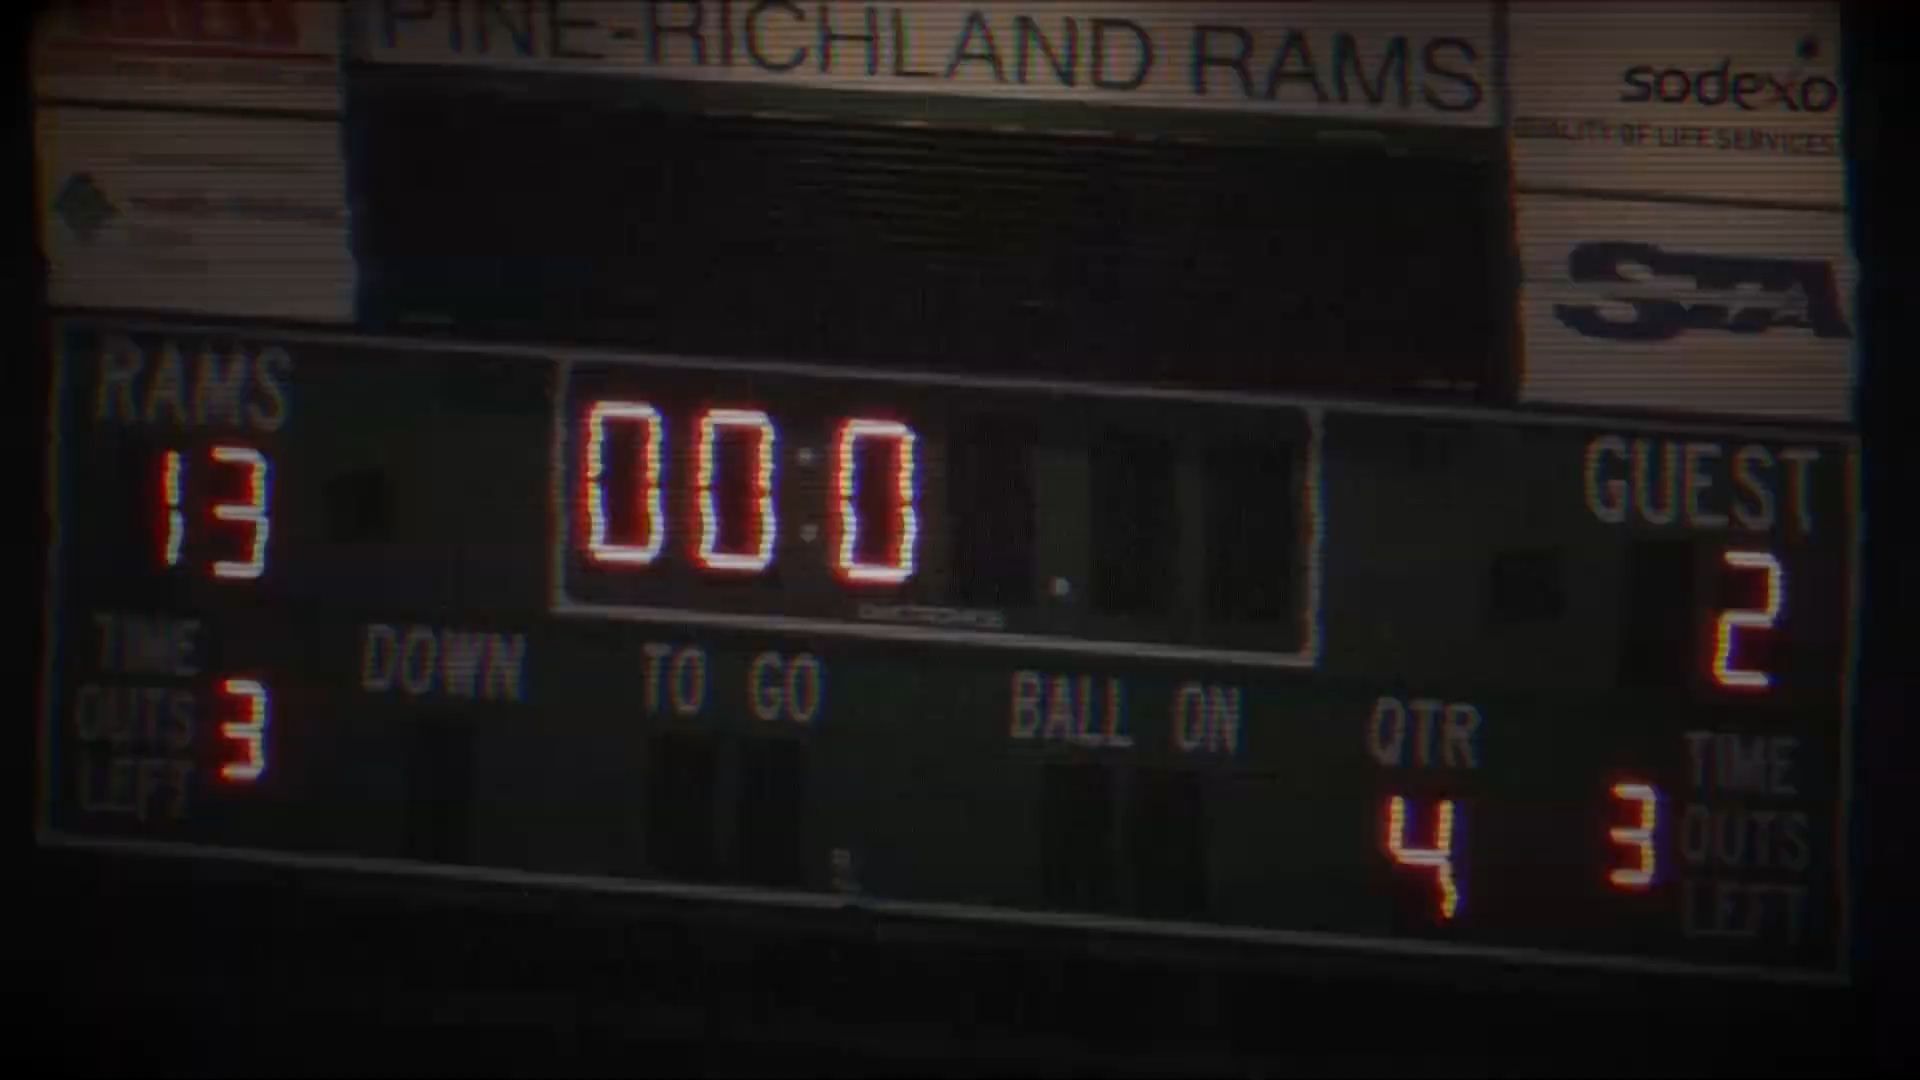 PINE-RICHLAND RAMS
sodexo
QUALITY OF LIFE SERVICES
STA
RAMS
13
00:0 .
GUEST
2
TIME OUTS LEFT
3
DOWN
TO GO
BALL ON
QTR
4
3
TIME OUTS LEFT